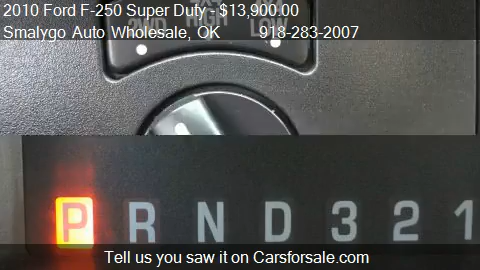 2010 Ford F-250 Super Duty - $13,900.00
Smalygo Auto Wholesale, OK 918-283-2007
2WD LOW
P R N D 3 2 1
Tell us you saw it on Carsforsale.com